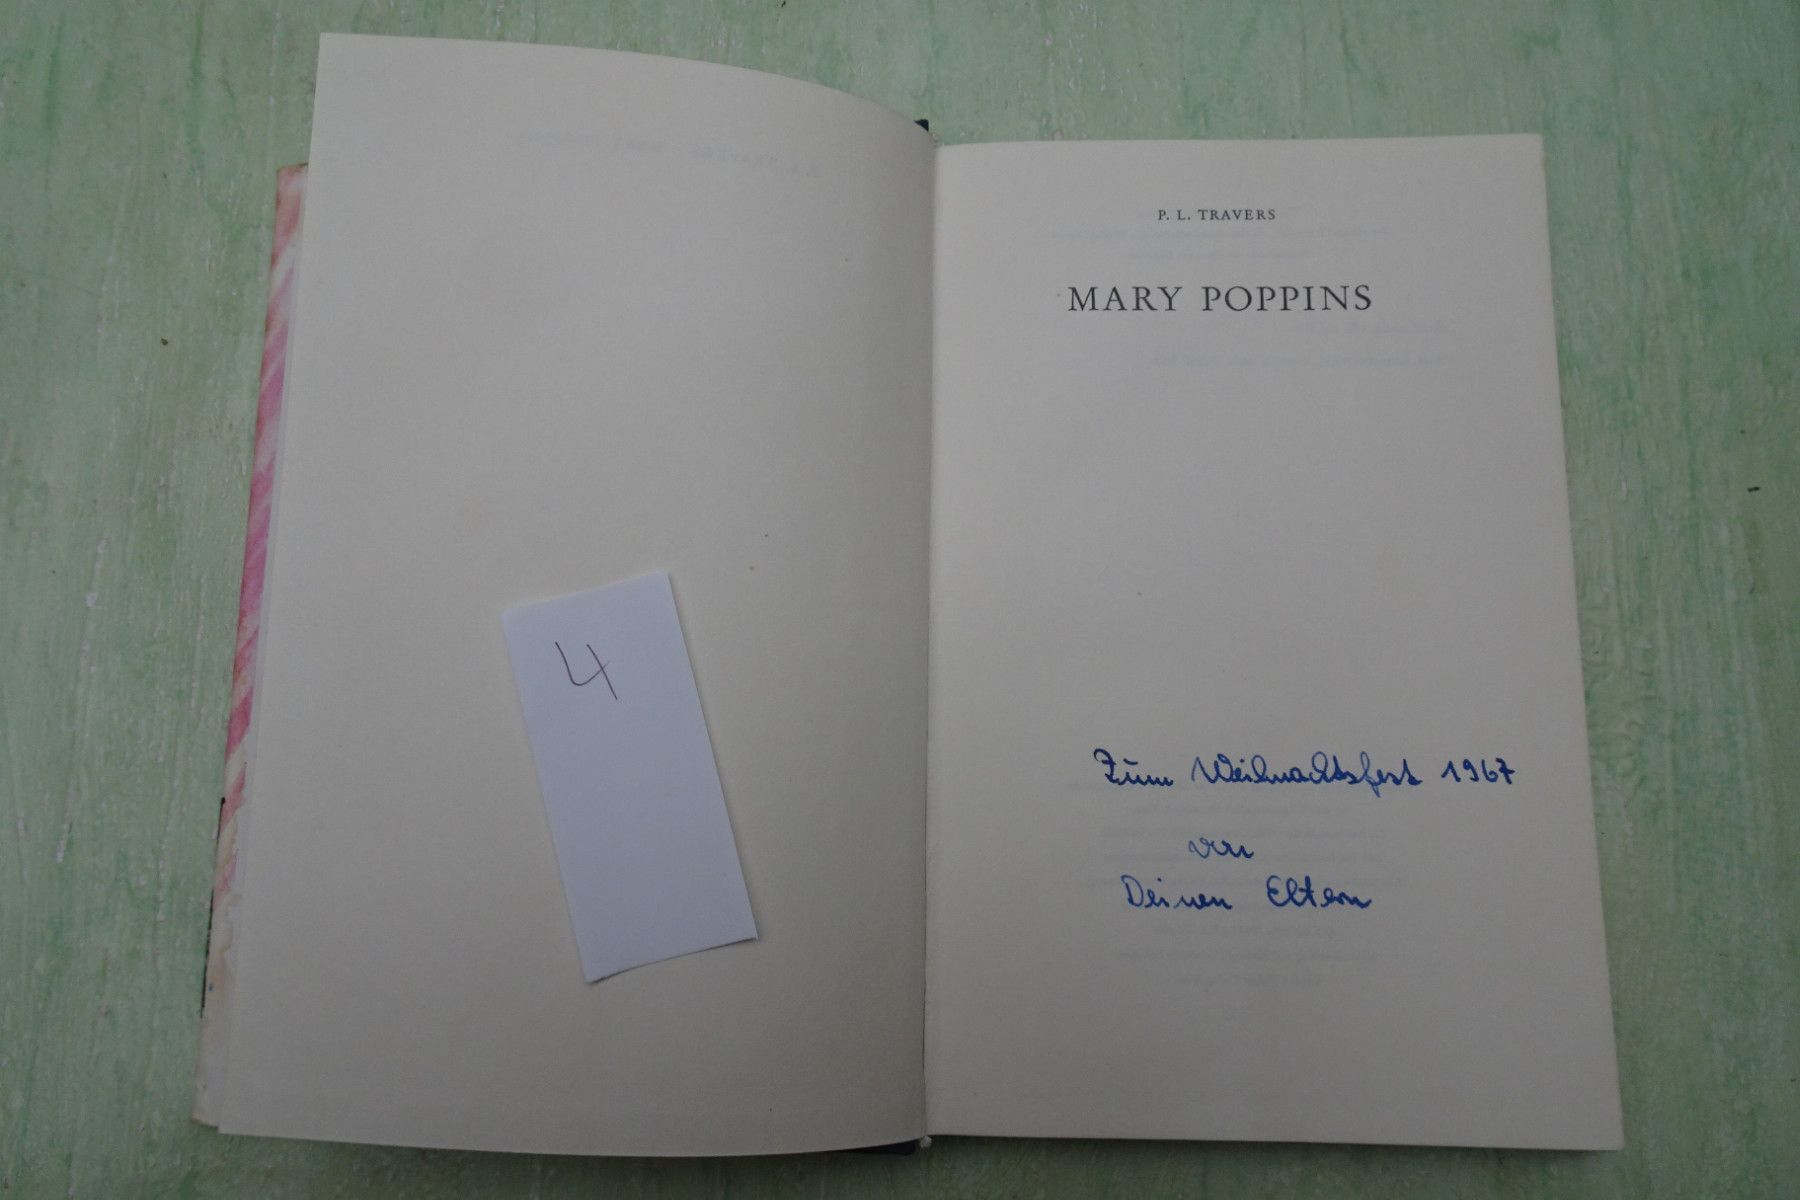 4
P. L. TRAVERS
MARY POPPINS
Zum Weihnachtsfest 1967
von
Deinen Eltern